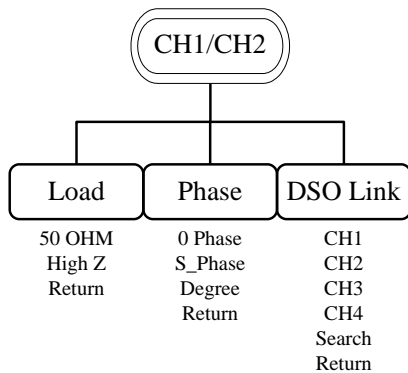 CH1/CH2
Load
50 OHM
High Z
Return
Phase
0 Phase
S_Phase
Degree
Return
DSO Link
CH1
CH2
CH3
CH4
Search
Return